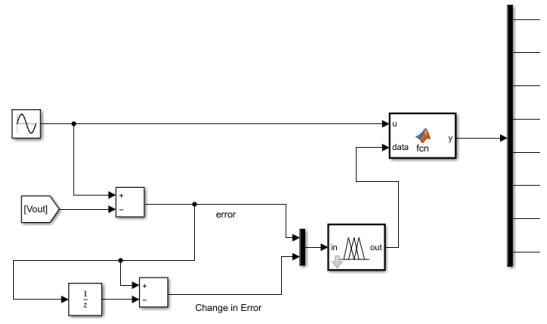 u
data
fcn
y
+
−
[Vout]
error
in
out
1
z
+
−
Change in Error